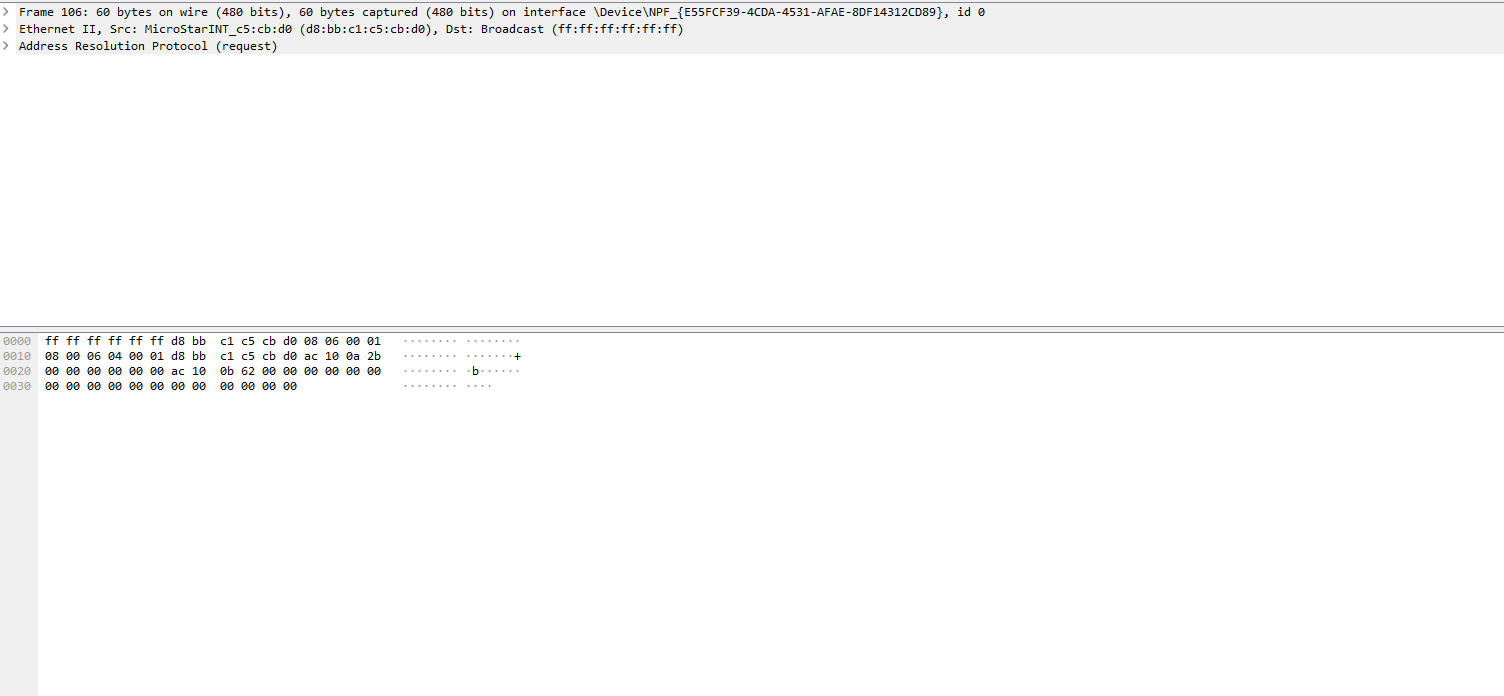 Frame 106: 60 bytes on wire (480 bits), 60 bytes captured (480 bits) on interface \Device\NPF_{E55FCF39-4CDA-4531-AFAE-8DF14312CD89}, id 0
Ethernet II, Src: MicroStarINT_c5:cb:d0 (d8:bb:c1:c5:cb:d0), Dst: Broadcast (ff:ff:ff:ff:ff:ff)
Address Resolution Protocol (request)
0000 ff ff ff ff ff ff d8 bb c1 c5 cb d0 08 06 00 01 ········ ········
0010 08 00 06 04 00 01 d8 bb c1 c5 cb d0 ac 10 0a 2b ········ ·······+
0020 00 00 00 00 00 00 ac 10 0b 62 00 00 00 00 00 00 ········ ·b······
0030 00 00 00 00 00 00 00 00 00 00 00 00 ········ ····